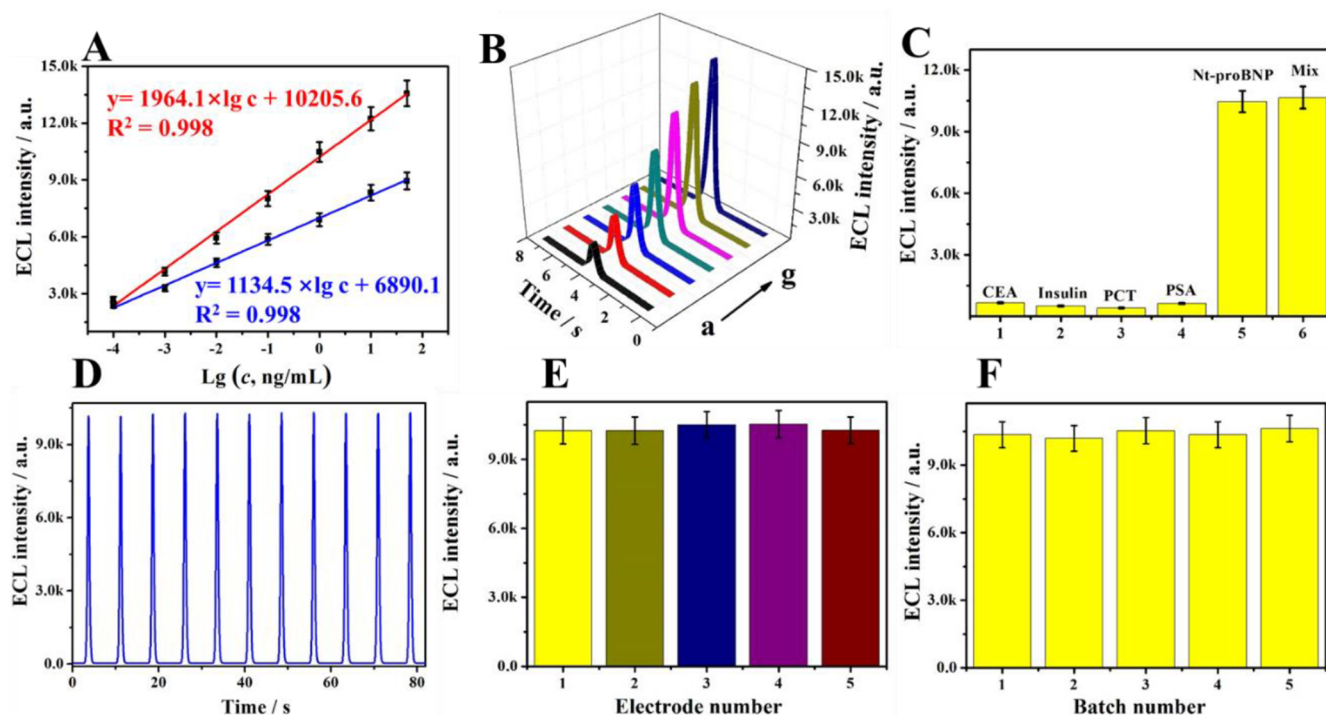 A
ECL intensity / a.u.
15.0k
12.0k
9.0k
6.0k
3.0k
y= 1964.1×lg c + 10205.6
R² = 0.998
y= 1134.5 ×lg c + 6890.1
R² = 0.998
-4 -3 -2 -1 0 1 2
Lg (c, ng/mL)
B
15.0k
12.0k
9.0k
6.0k
3.0k
ECL intensity / a.u.
8 6 4 2 0
Time / s
a
g
C
ECL intensity / a.u.
12.0k
9.0k
6.0k
3.0k
0.0
CEA Insulin PCT PSA Nt-proBNP Mix
1 2 3 4 5 6
D
ECL intensity / a.u.
9.0k
6.0k
3.0k
0.0
0 20 40 60 80
Time / s
E
ECL intensity / a.u.
9.0k
6.0k
3.0k
0.0
1 2 3 4 5
Electrode number
F
ECL intensity / a.u.
9.0k
6.0k
3.0k
0.0
1 2 3 4 5
Batch number